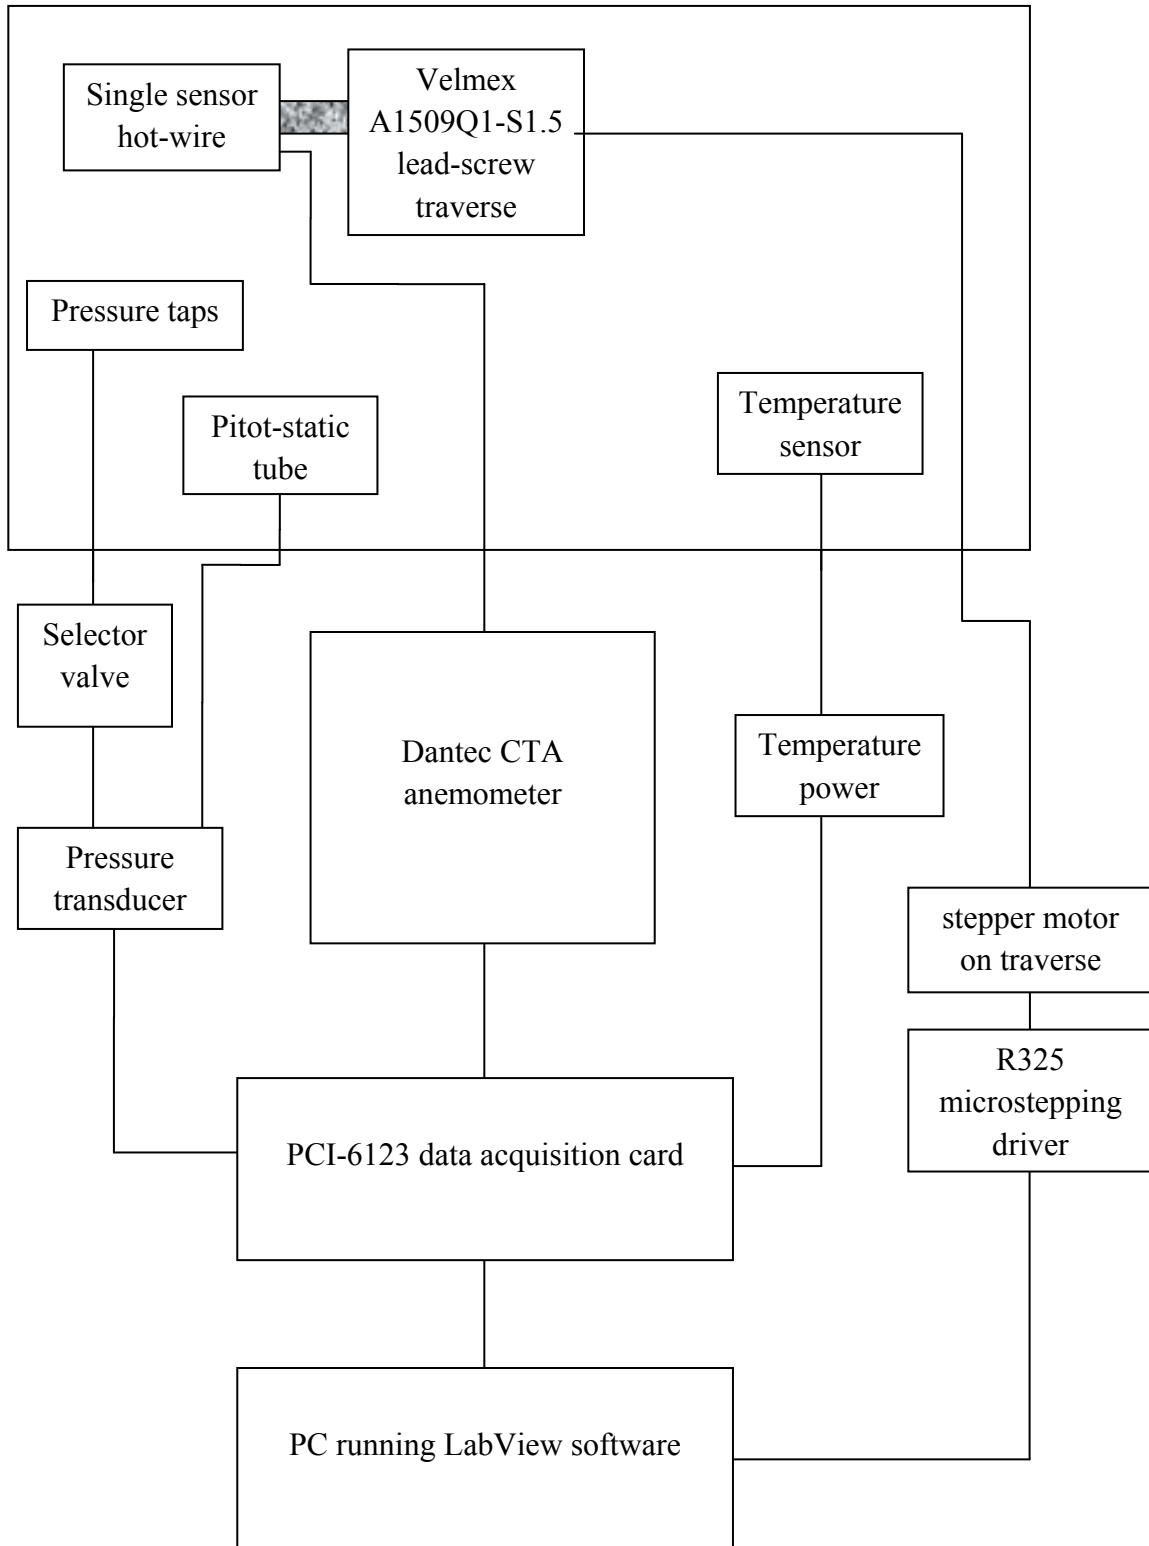 Single sensor
hot-wire
Velmex
A1509Q1-S1.5
lead-screw
traverse
Pressure taps
Pitot-static
tube
Temperature
sensor
Selector
valve
Dantec CTA
anemometer
Temperature
power
Pressure
transducer
stepper motor
on traverse
R325
microstepping
driver
PCI-6123 data acquisition card
PC running LabView software